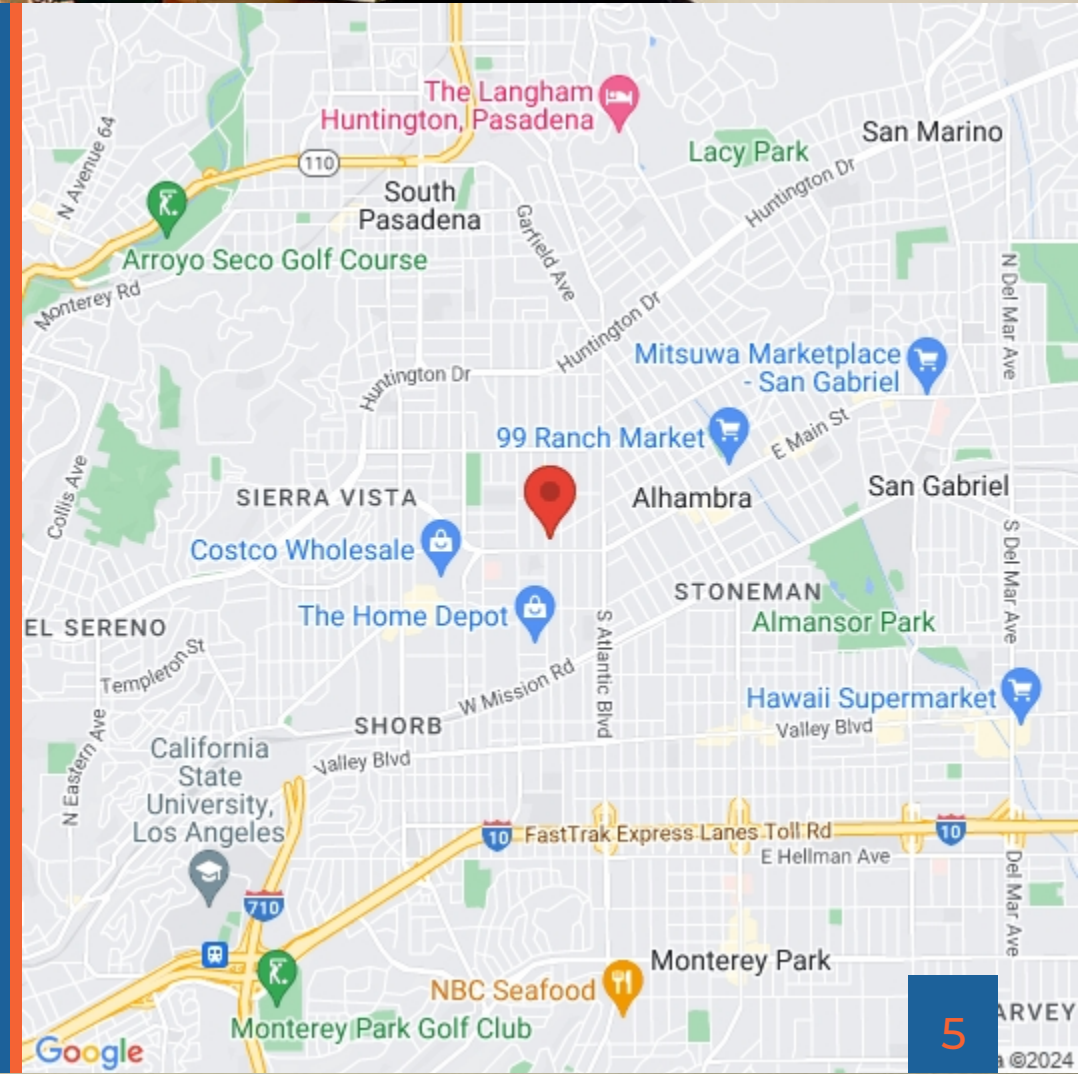 The Langham
Huntington, Pasadena
San Marino
Lacy Park
N Avenue 64
110
South
Pasadena
Huntington Dr
Garfield Ave
Arroyo Seco Golf Course
Monterey Rd
N Del Mar Ave
Huntington Dr
Mitsuwa Marketplace
- San Gabriel
Huntington Dr
99 Ranch Market
E Main St
Collis Ave
SIERRA VISTA
Alhambra
San Gabriel
Costco Wholesale
S Del Mar Ave
STONEMAN
The Home Depot
Almansor Park
EL SERENO
S Atlantic Blvd
Templeton St
W Mission Rd
Hawaii Supermarket
SHORB
Valley Blvd
N Eastern Ave
California
State
University,
Los Angeles
Valley Blvd
10
FastTrak Express Lanes Toll Rd
10
E Hellman Ave
Del Mar Ave
710
Monterey Park
NBC Seafood
Monterey Park Golf Club
ARVEY
5
Google
a ©2024